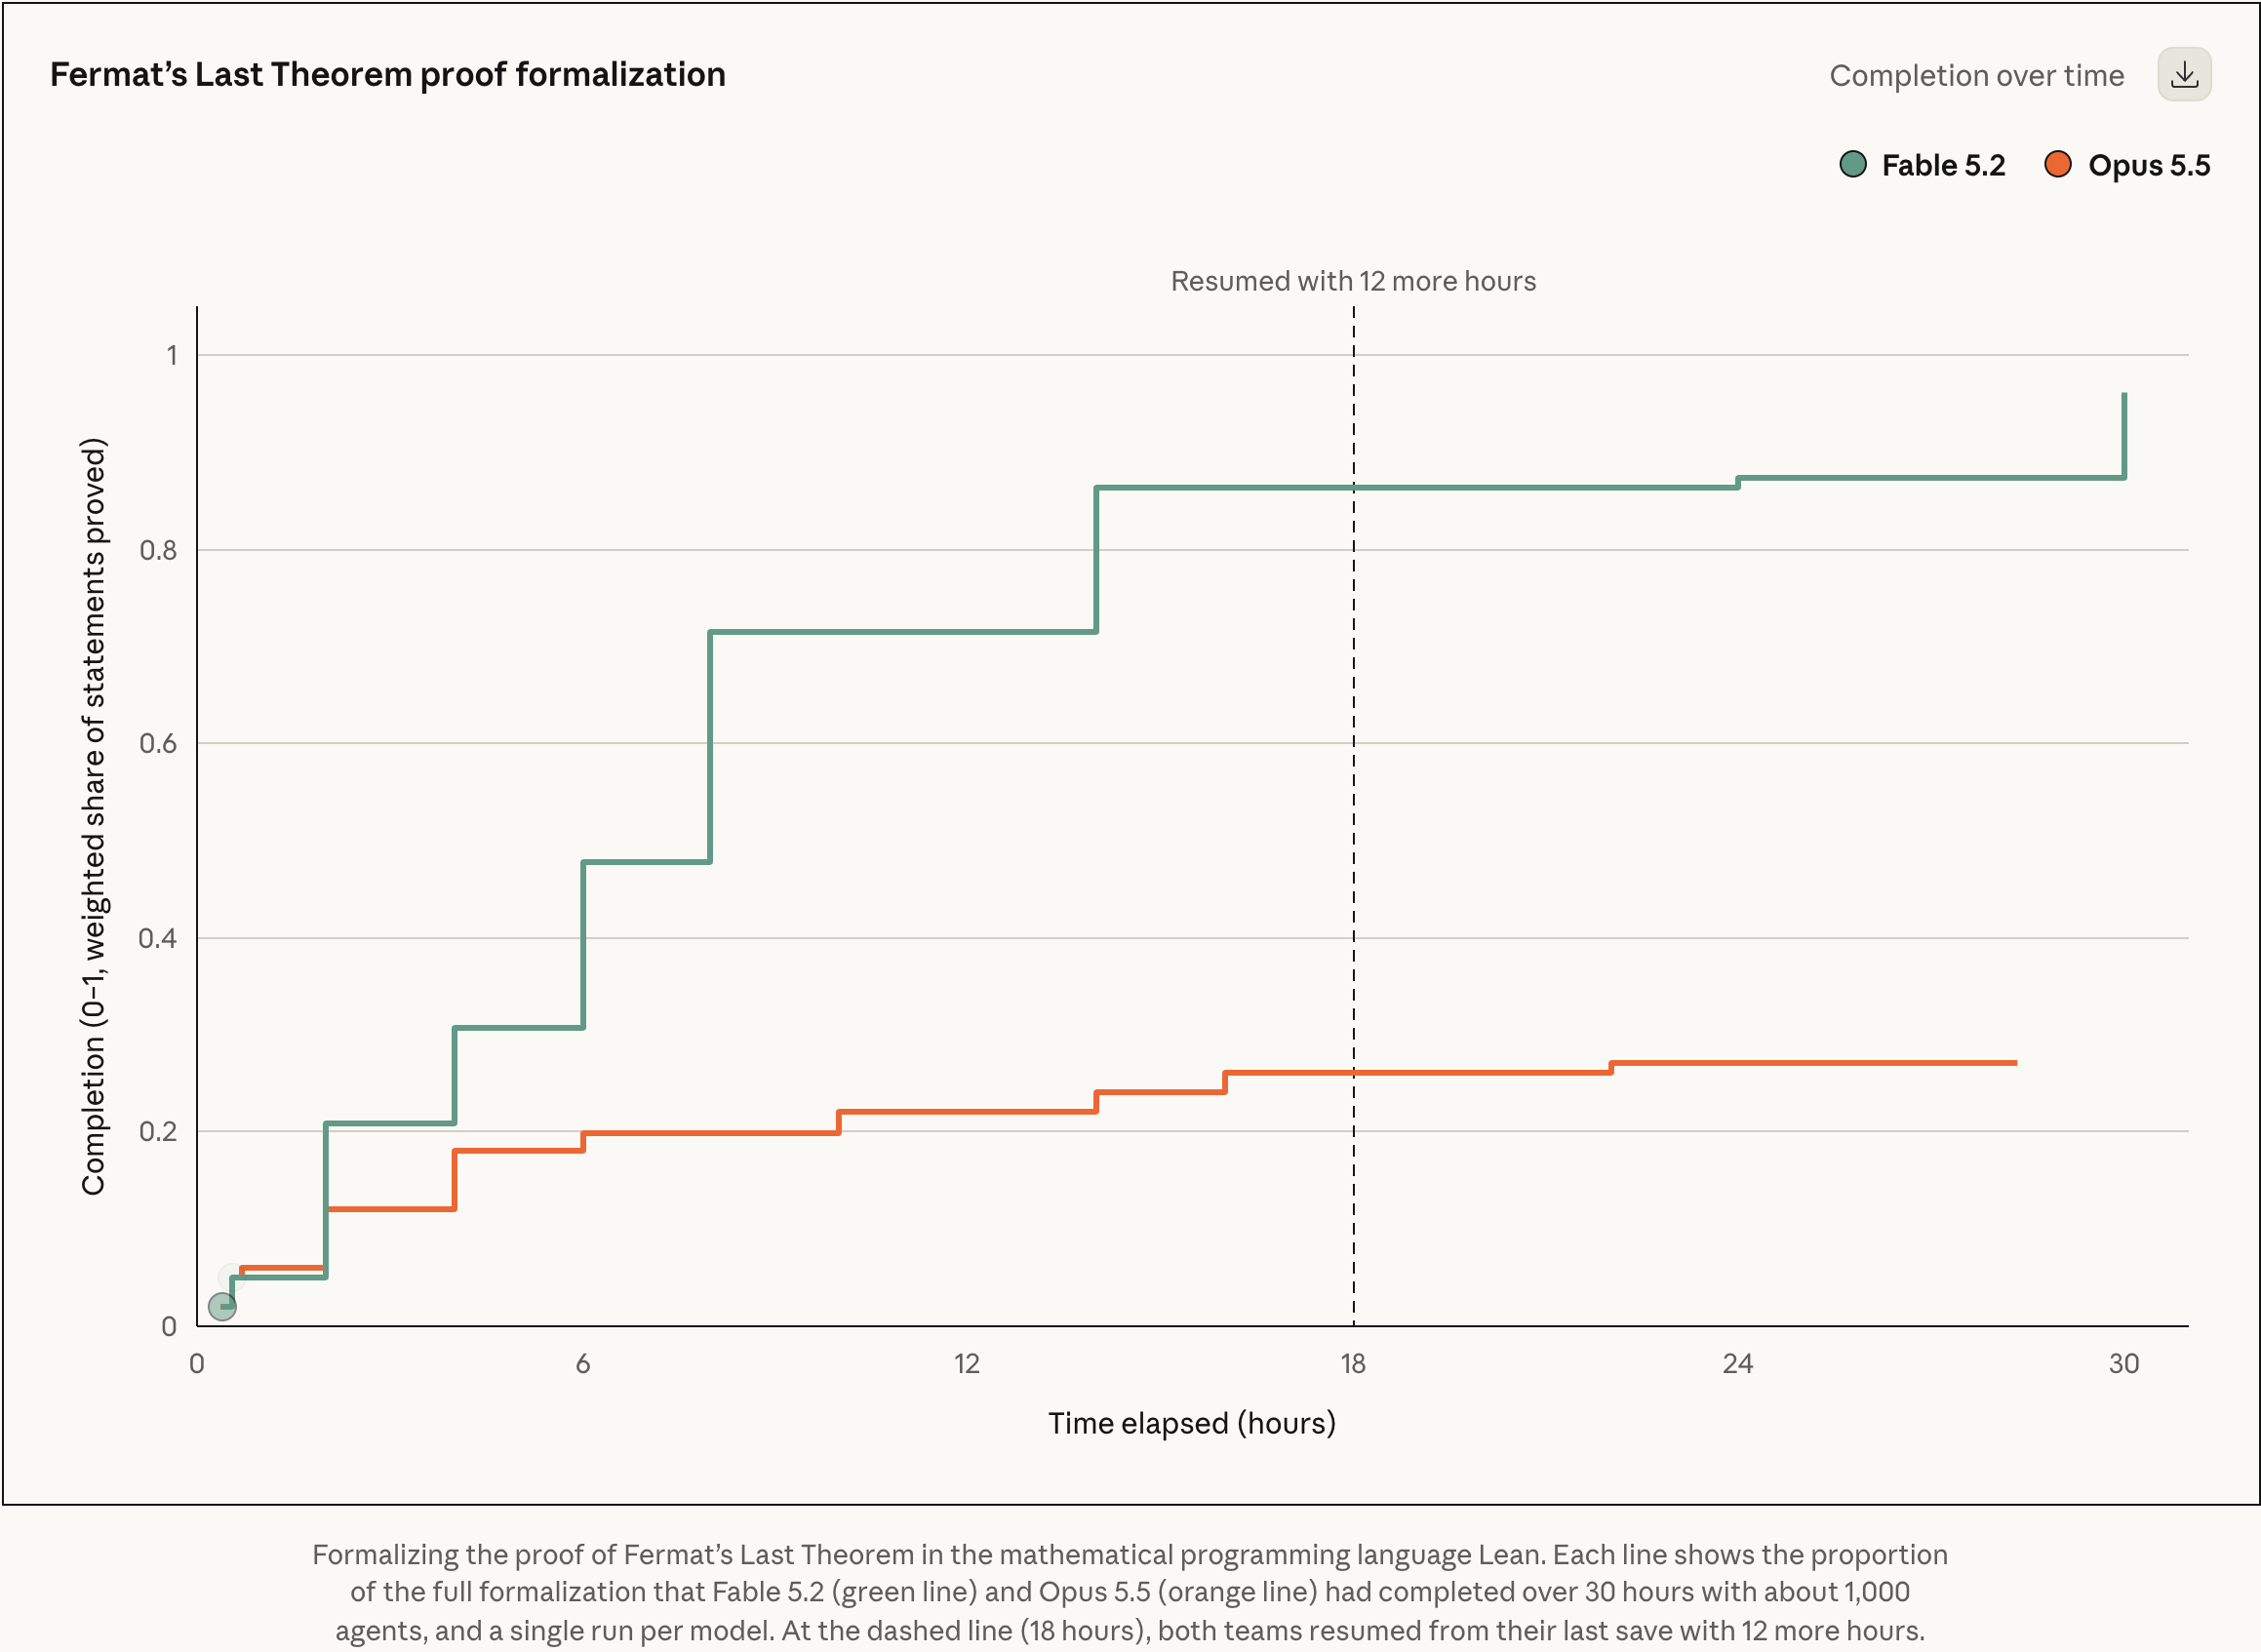 Fermat’s Last Theorem proof formalization
Completion over time
Fable 5.2
Opus 5.5
Resumed with 12 more hours
Completion (0–1, weighted share of statements proved)
1
0.8
0.6
0.4
0.2
0
0
6
12
18
24
30
Time elapsed (hours)
Formalizing the proof of Fermat’s Last Theorem in the mathematical programming language Lean. Each line shows the proportion
of the full formalization that Fable 5.2 (green line) and Opus 5.5 (orange line) had completed over 30 hours with about 1,000
agents, and a single run per model. At the dashed line (18 hours), both teams resumed from their last save with 12 more hours.